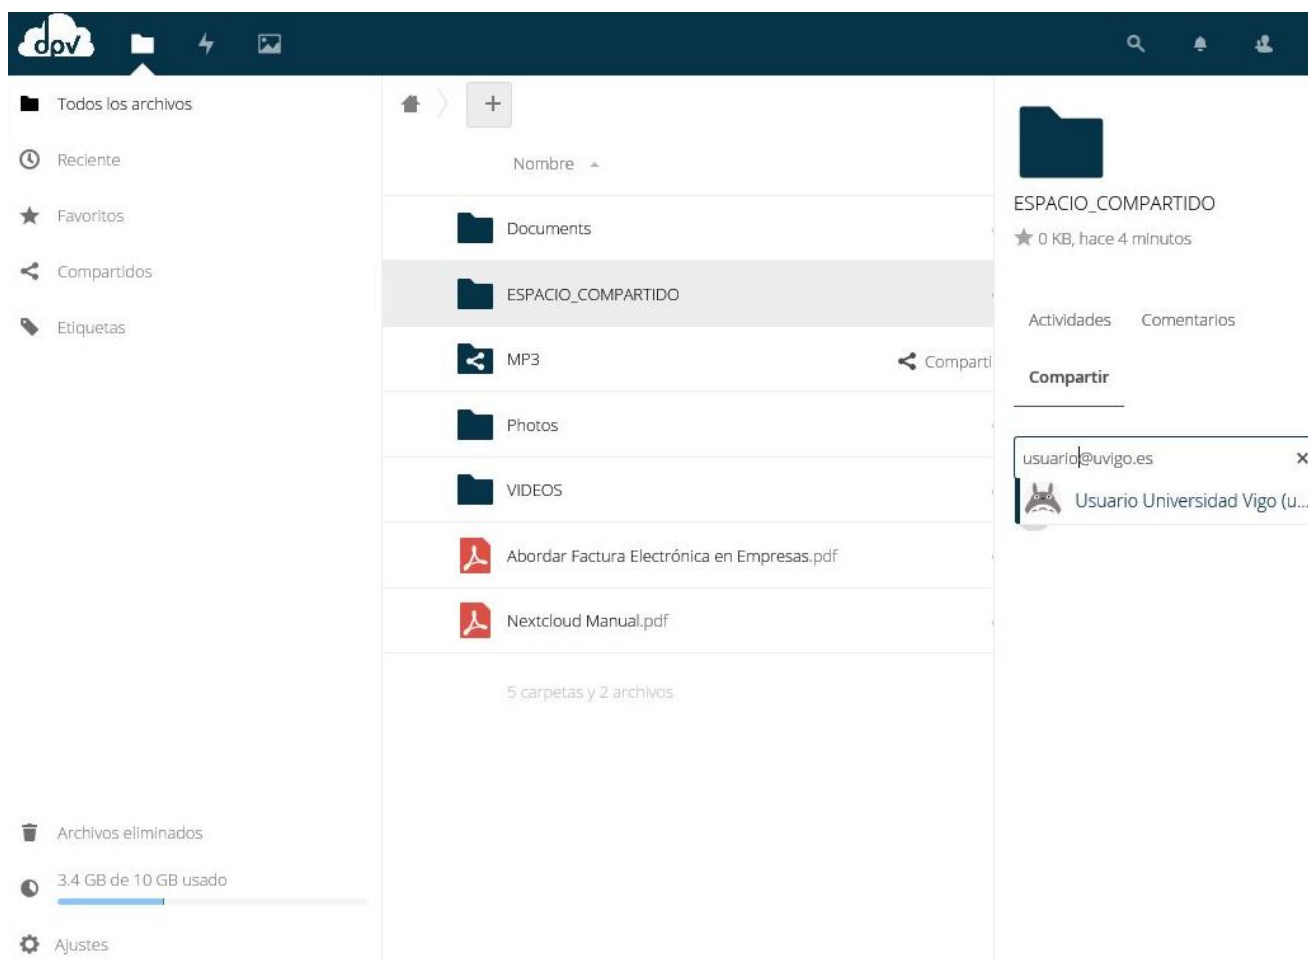 dpv
Todos los archivos
Reciente
Favoritos
Compartidos
Etiquetas
Archivos eliminados
3.4 GB de 10 GB usado
Ajustes
+
Nombre
Documents
ESPACIO_COMPARTIDO
MP3
Comparti
Photos
VIDEOS
Abordar Factura Electrónica en Empresas.pdf
Nextcloud Manual.pdf
5 carpetas y 2 archivos
ESPACIO_COMPARTIDO
0 KB, hace 4 minutos
Actividades Comentarios
Compartir
usuario@uvigo.es
Usuario Universidad Vigo (u...